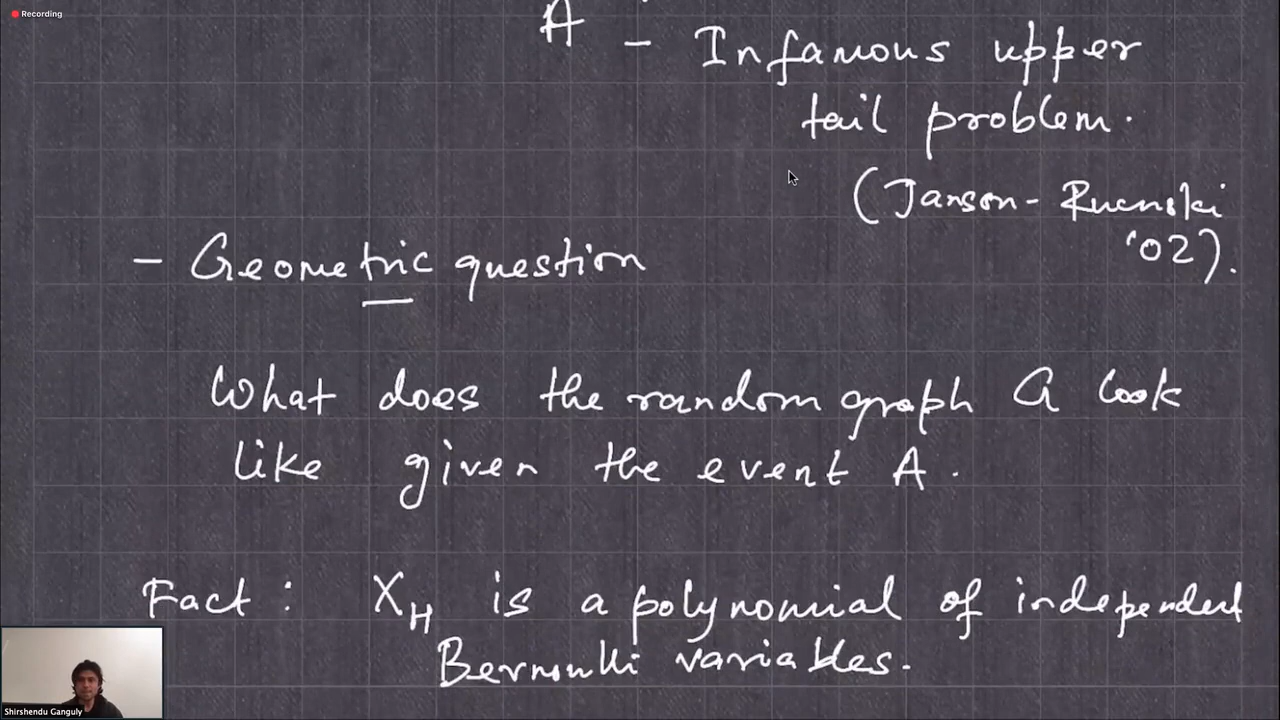 Recording
A - Infamous upper
tail problem.
(Janson - Rucnski
'02).
- Geometric question
What does the random graph G look
like given the event A.
Fact : X_H is a polynomial of independent
Bernoulli variables.
Shirshendu Ganguly